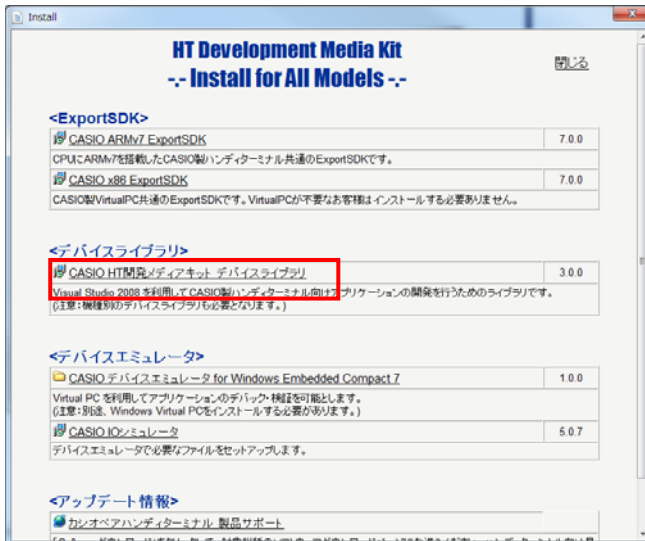 Install
HT Development Media Kit
-.- Install for All Models -.-
閉じる
<ExportSDK>
CASIO ARMv7 ExportSDK 7.0.0
CPUにARMv7を搭載したCASIO製ハンディターミナル共通のExportSDKです。
CASIO x86 ExportSDK 7.0.0
CASIO製VirtualPC共通のExportSDKです。VirtualPCが不要なお客様はインストールする必要ありません。
<デバイスライブラリ>
CASIO HT開発メディアキット デバイスライブラリ 3.0.0
Visual Studio 2008 を利用してCASIO製ハンディターミナル向けアプリケーションの開発を行うためのライブラリです。
(注意:機種別のデバイスライブラリも必要となります。)
<デバイスエミュレータ>
CASIO デバイスエミュレータ for Windows Embedded Compact 7 1.0.0
Virtual PC を利用してアプリケーションのデバック・検証を可能とします。
(注意:別途、Windows Virtual PCをインストールする必要があります。)
CASIO IOシミュレータ 5.0.7
デバイスエミュレータで必要なファイルをセットアップします。
<アップデート情報>
カシオペアハンディターミナル 製品サポート